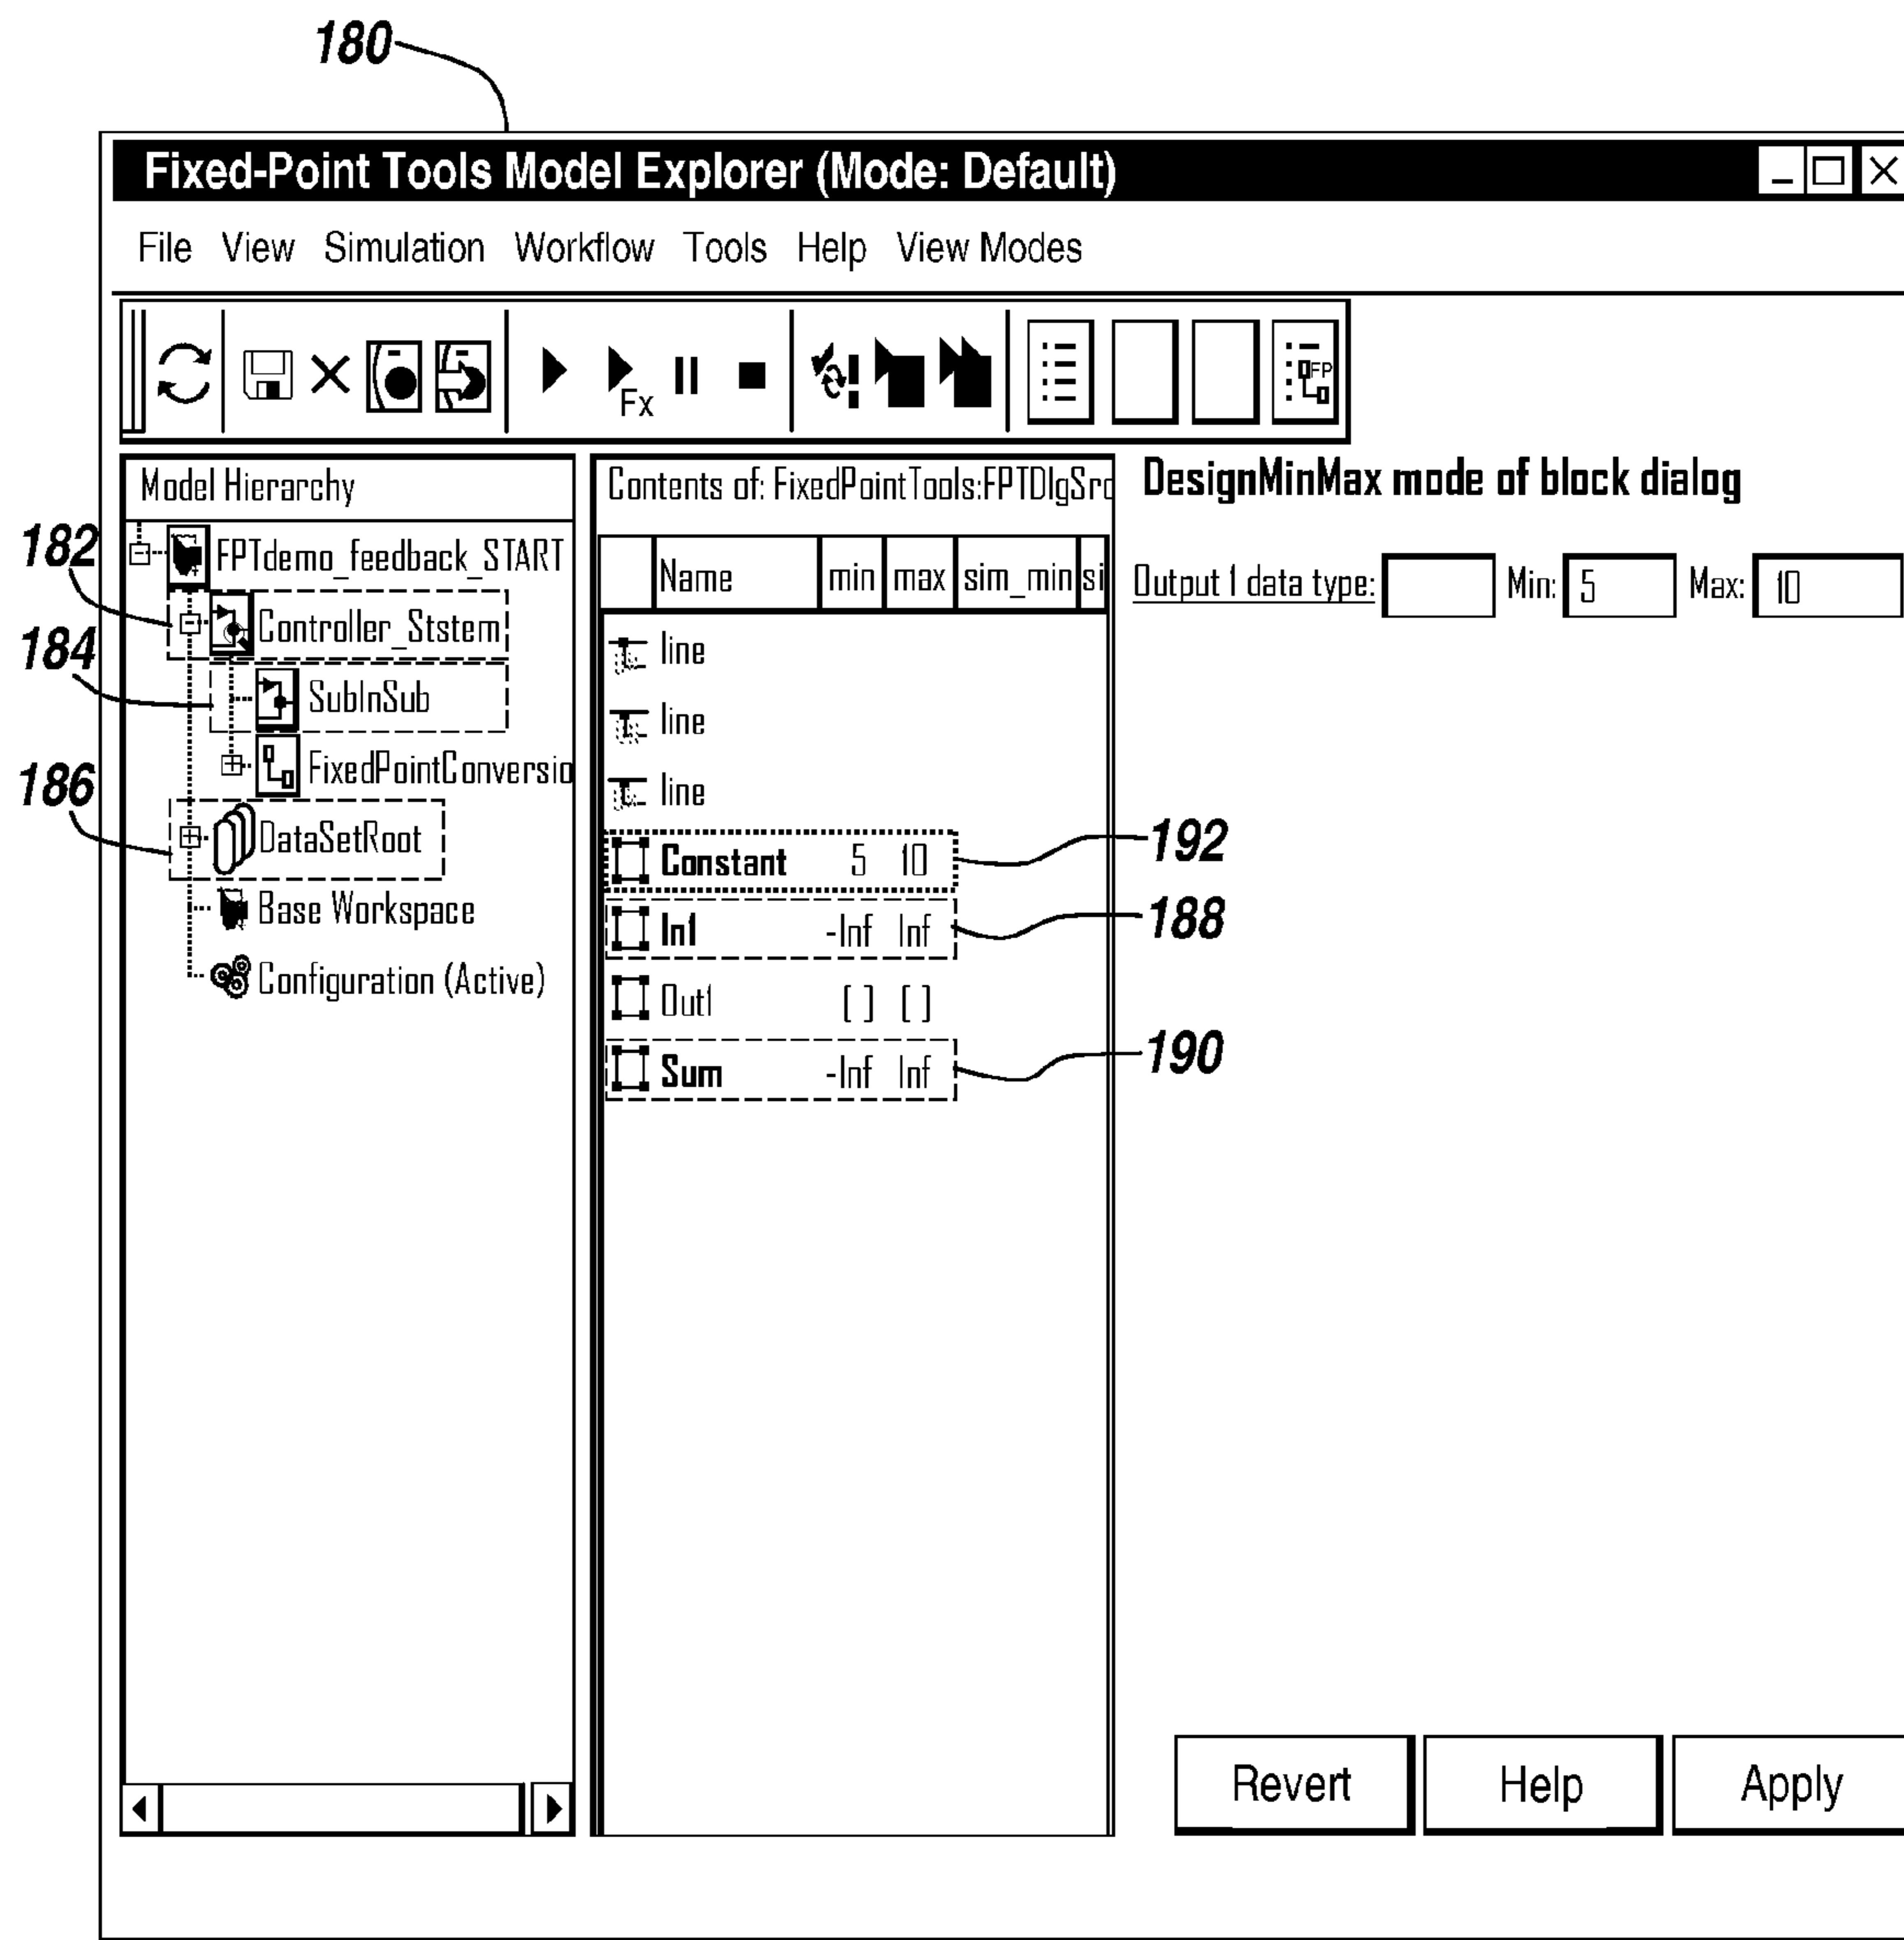 180
Fixed-Point Tools Model Explorer (Mode: Default)
File View Simulation Workflow Tools Help View Modes
Fx
FP
Model Hierarchy
182
FPTdemo_feedback_START
Controller_Ststem
184
SubInSub
FixedPointConversio
186
DataSetRoot
Base Workspace
Configuration (Active)
Contents of: FixedPointTools:FPTDlgSrc
Name min max sim_min si
line
line
line
Constant 5 10
192
In1 -Inf Inf
188
Out1 [ ] [ ]
Sum -Inf Inf
190
DesignMinMax mode of block dialog
Output 1 data type: Min: 5 Max: 10
Revert Help Apply